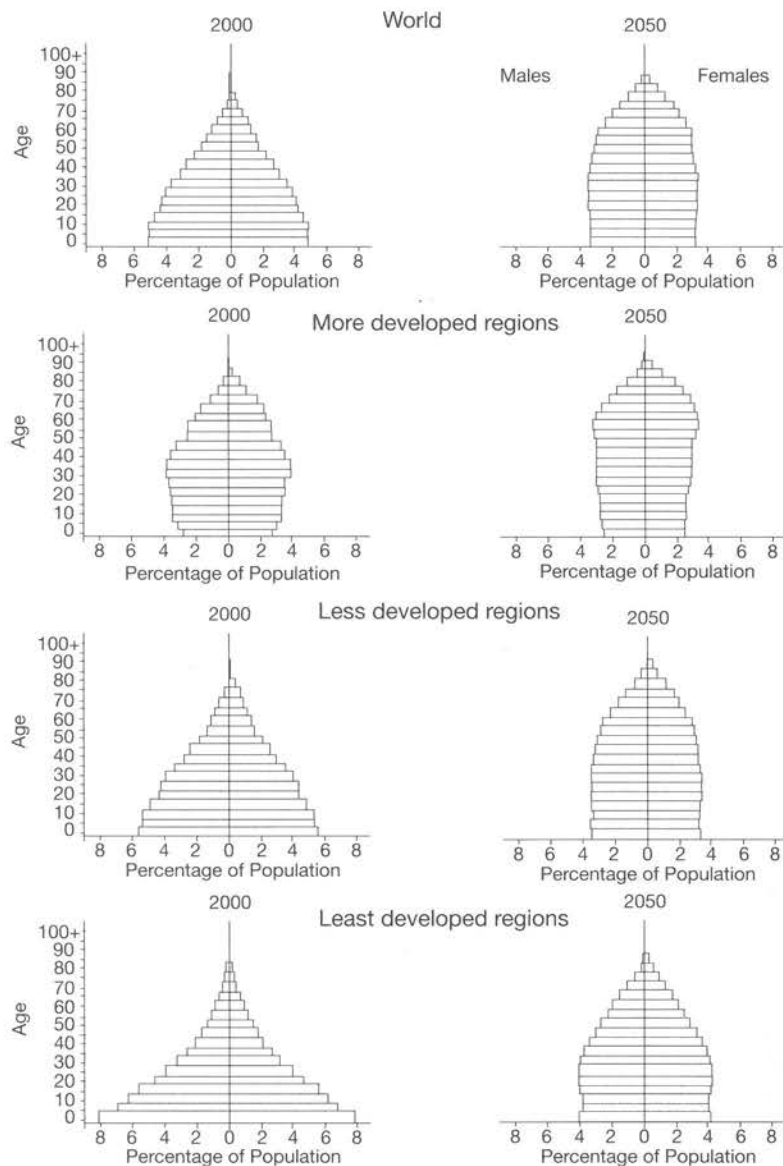 World
2000
2050
Males
Females
Age
100+
90
80
70
60
50
40
30
20
10
0
8 6 4 2 0 2 4 6 8
Percentage of Population
8 6 4 2 0 2 4 6 8
Percentage of Population
More developed regions
2000
2050
Age
100+
90
80
70
60
50
40
30
20
10
0
8 6 4 2 0 2 4 6 8
Percentage of Population
8 6 4 2 0 2 4 6 8
Percentage of Population
Less developed regions
2000
2050
Age
100+
90
80
70
60
50
40
30
20
10
0
8 6 4 2 0 2 4 6 8
Percentage of Population
8 6 4 2 0 2 4 6 8
Percentage of Population
Least developed regions
2000
2050
Age
100+
90
80
70
60
50
40
30
20
10
0
8 6 4 2 0 2 4 6 8
Percentage of Population
8 6 4 2 0 2 4 6 8
Percentage of Population